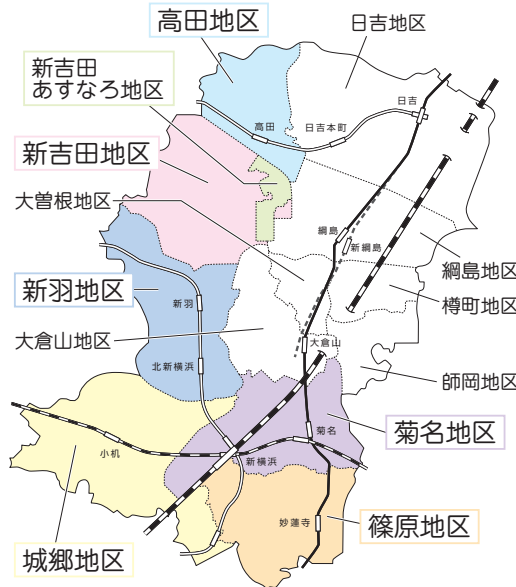 高田地区
日吉地区
新吉田
あすなろ地区
日吉
高田
日吉本町
新吉田地区
大曽根地区
綱島
新綱島
綱島地区
新羽地区
樽町地区
新羽
大倉山地区
大倉山
北新横浜
師岡地区
菊名地区
菊名
小机
新横浜
妙蓮寺
篠原地区
城郷地区